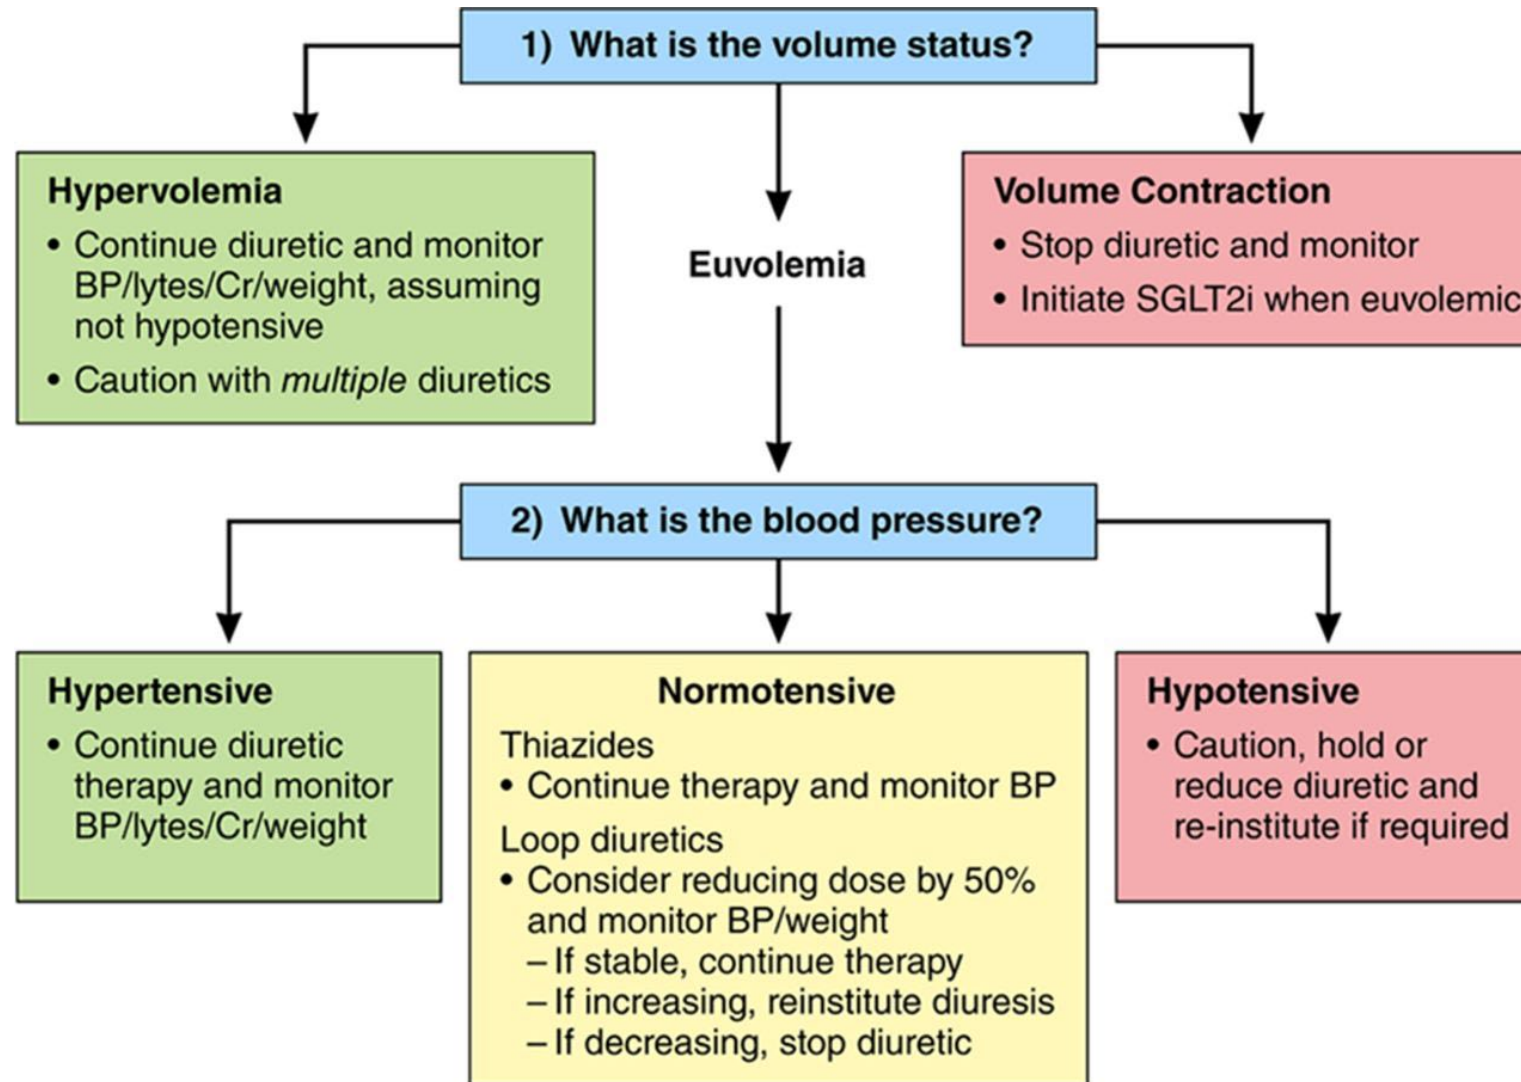 1) What is the volume status?
Hypervolemia
• Continue diuretic and monitor
BP/lytes/Cr/weight, assuming
not hypotensive
• Caution with multiple diuretics
Euvolemia
Volume Contraction
• Stop diuretic and monitor
• Initiate SGLT2i when euvolemic
2) What is the blood pressure?
Hypertensive
• Continue diuretic
therapy and monitor
BP/lytes/Cr/weight
Normotensive
Thiazides
• Continue therapy and monitor BP
Loop diuretics
• Consider reducing dose by 50%
and monitor BP/weight
– If stable, continue therapy
– If increasing, reinstitute diuresis
– If decreasing, stop diuretic
Hypotensive
• Caution, hold or
reduce diuretic and
re-institute if required